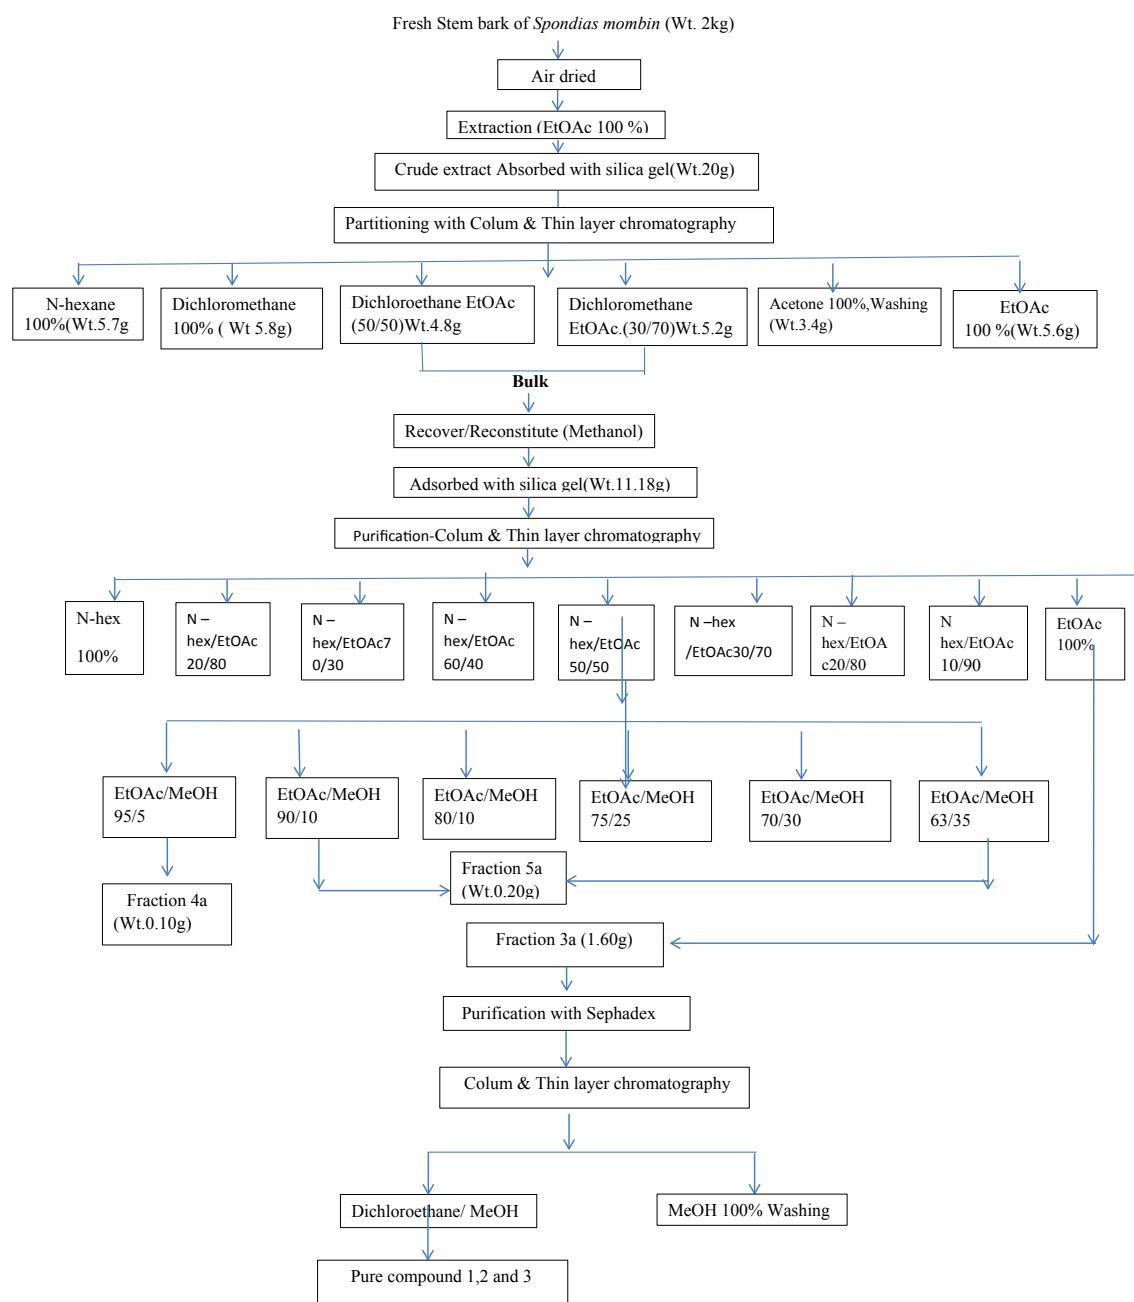 Fresh Stem bark of Spondias mombin (Wt. 2kg)
Air dried
Extraction (EtOAc 100 %)
Crude extract Absorbed with silica gel(Wt.20g)
Partitioning with Colum & Thin layer chromatography
N-hexane
100%(Wt.5.7g
Dichloromethane
100% ( Wt 5.8g)
Dichloroethane EtOAc
(50/50)Wt.4.8g
Dichloromethane
EtOAc.(30/70)Wt.5.2g
Acetone 100%,Washing
(Wt.3.4g)
EtOAc
100 %(Wt.5.6g)
Bulk
Recover/Reconstitute (Methanol)
Adsorbed with silica gel(Wt.11.18g)
Purification-Colum & Thin layer chromatography
N-hex
100%
N –
hex/EtOAc
20/80
N –
hex/EtOAc7
0/30
N –
hex/EtOAc
60/40
N –
hex/EtOAc
50/50
N –hex
/EtOAc30/70
N –
hex/EtOA
c20/80
N
hex/EtOAc
10/90
EtOAc
100%
EtOAc/MeOH
95/5
EtOAc/MeOH
90/10
EtOAc/MeOH
80/10
EtOAc/MeOH
75/25
EtOAc/MeOH
70/30
EtOAc/MeOH
63/35
Fraction 4a
(Wt.0.10g)
Fraction 5a
(Wt.0.20g)
Fraction 3a (1.60g)
Purification with Sephadex
Colum & Thin layer chromatography
Dichloroethane/ MeOH
MeOH 100% Washing
Pure compound 1,2 and 3